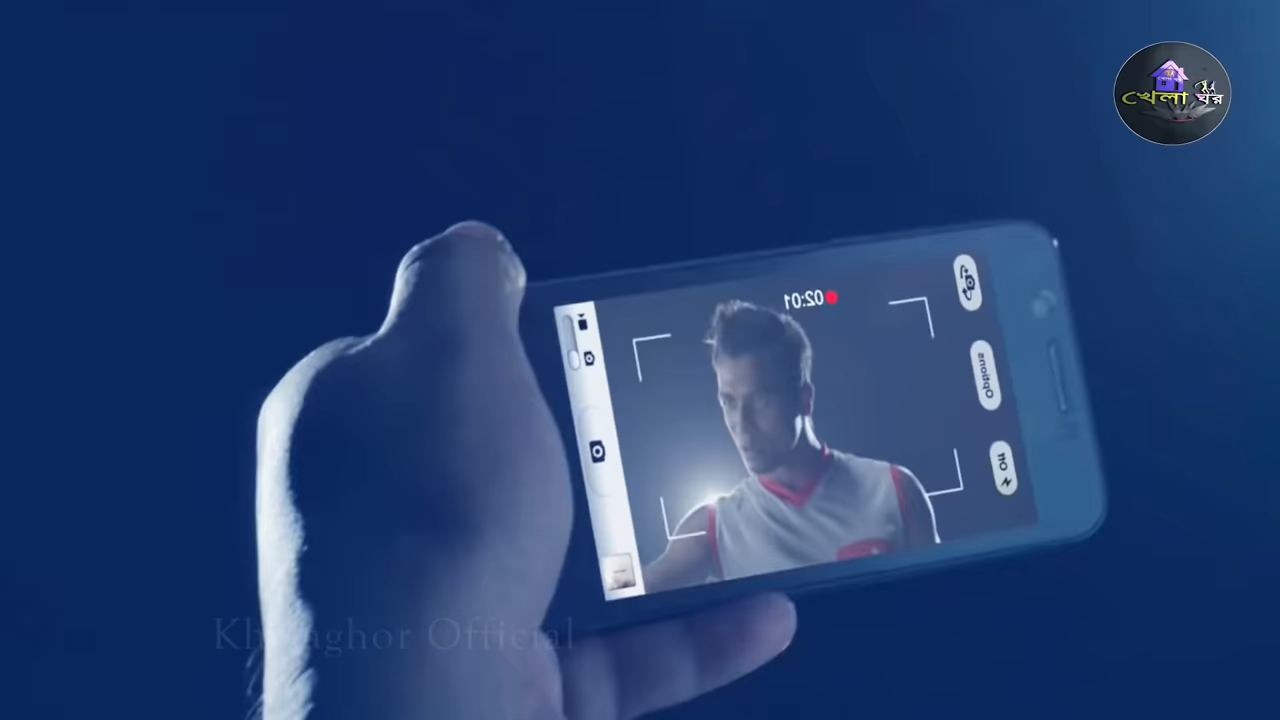 খেলা ঘর
02:01
Options
Off
Khelaghor Official